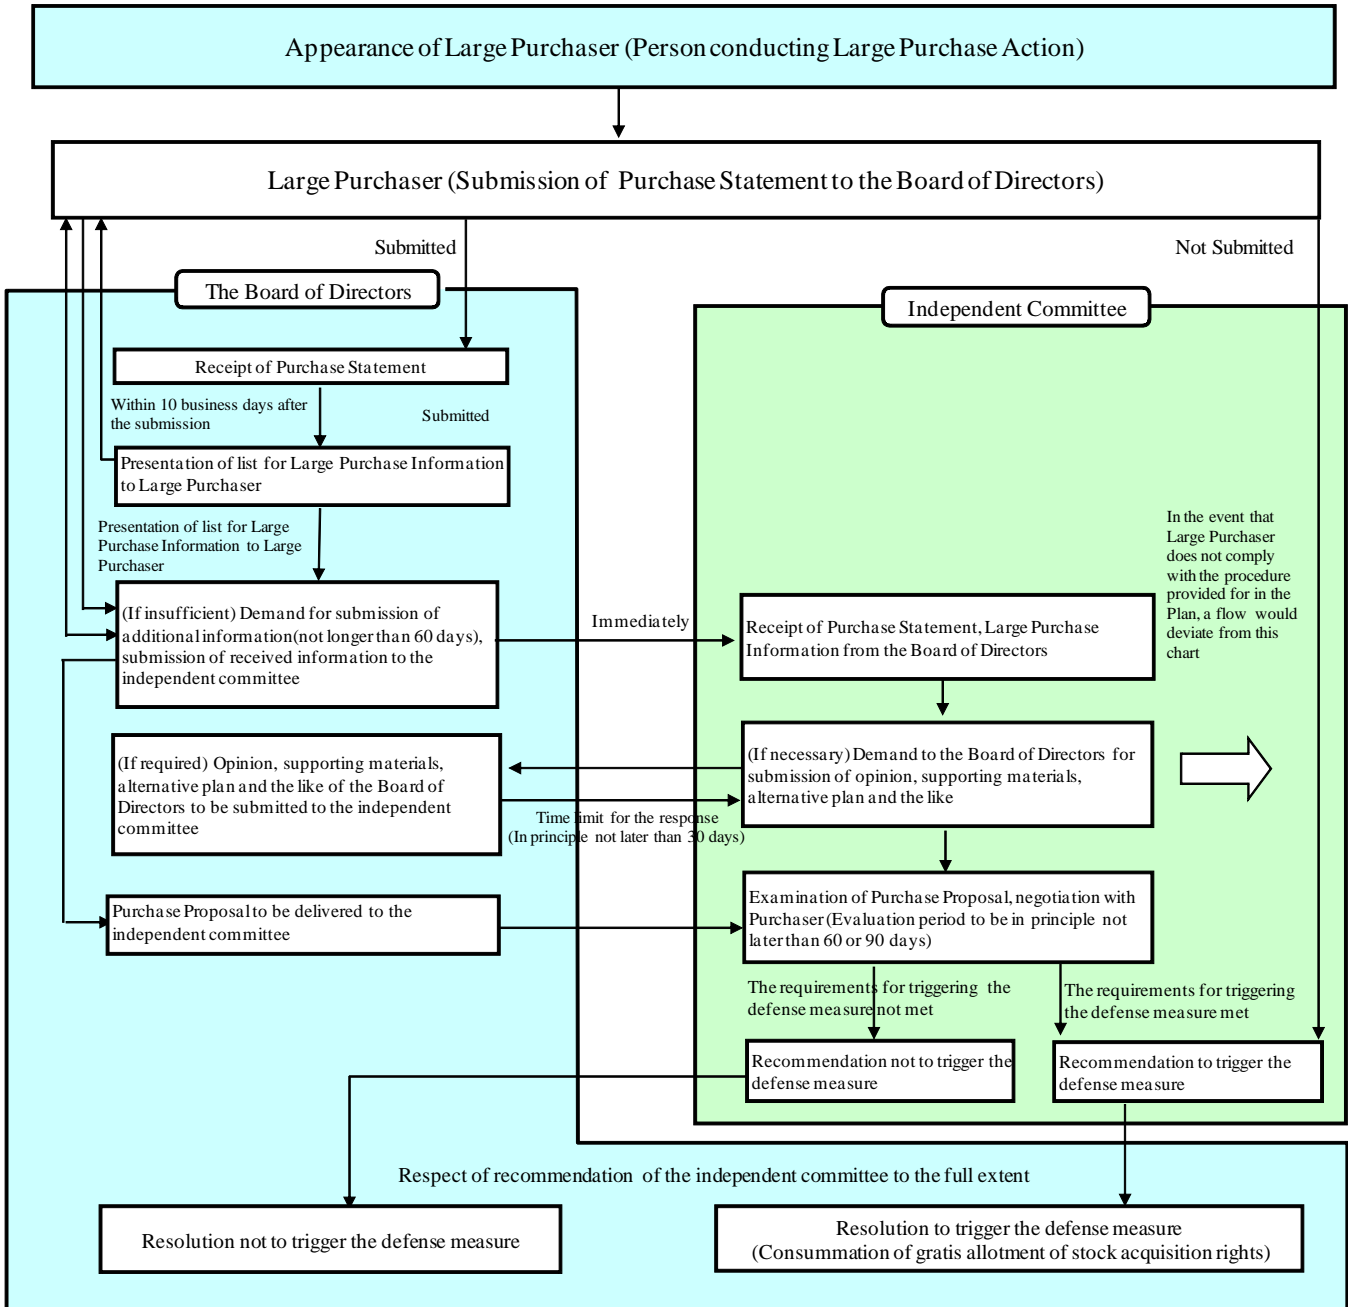 Appearance of Large Purchaser (Person conducting Large Purchase Action)
Large Purchaser (Submission of Purchase Statement to the Board of Directors)
Submitted
Not Submitted
The Board of Directors
Independent Committee
Receipt of Purchase Statement
Within 10 business days after
the submission
Submitted
Presentation of list for Large Purchase Information
to Large Purchaser
Presentation of list for Large
Purchase Information to Large
Purchaser
In the event that
Large Purchaser
does not comply
with the procedure
provided for in the
Plan, a flow would
deviate from this
chart
(If insufficient) Demand for submission of
additional information(not longer than 60 days),
submission of received information to the
independent committee
Immediately
Receipt of Purchase Statement, Large Purchase
Information from the Board of Directors
(If required) Opinion, supporting materials,
alternative plan and the like of the Board of
Directors to be submitted to the independent
committee
(If necessary) Demand to the Board of Directors for
submission of opinion, supporting materials,
alternative plan and the like
Time limit for the response
(In principle not later than 30 days)
Purchase Proposal to be delivered to the
independent committee
Examination of Purchase Proposal, negotiation with
Purchaser (Evaluation period to be in principle not
later than 60 or 90 days)
The requirements for triggering the
defense measure not met
The requirements for triggering
the defense measure met
Recommendation not to trigger the
defense measure
Recommendation to trigger the
defense measure
Respect of recommendation of the independent committee to the full extent
Resolution not to trigger the defense measure
Resolution to trigger the defense measure
(Consummation of gratis allotment of stock acquisition rights)